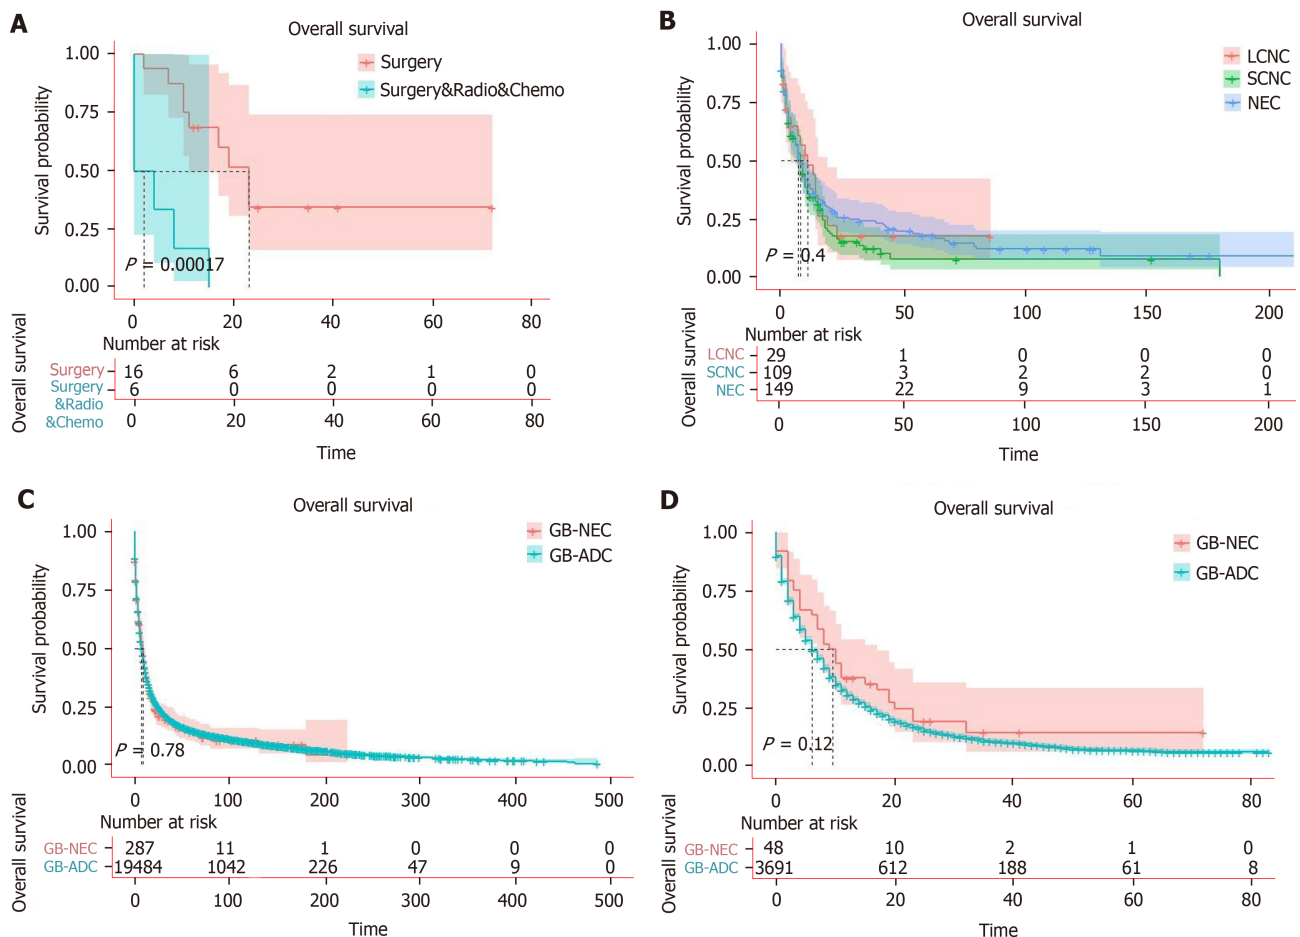 A
Overall survival
Surgery
Surgery&Radio&Chemo
Survival probability
1.00
0.75
0.50
0.25
0.00
P = 0.00017
0 20 40 60 80
Number at risk
Overall survival
Surgery 16 6 2 1 0
Surgery 6 0 0 0 0
&Radio
&Chemo
0 20 40 60 80
Time
B
Overall survival
LCNC
SCNC
NEC
Survival probability
1.00
0.75
0.50
0.25
0.00
P = 0.4
0 50 100 150 200
Number at risk
Overall survival
LCNC 29 1 0 0 0
SCNC 109 3 2 2 0
NEC 149 22 9 3 1
0 50 100 150 200
Time
C
Overall survival
GB-NEC
GB-ADC
Survival probability
1.00
0.75
0.50
0.25
0.00
P = 0.78
0 100 200 300 400 500
Number at risk
Overall survival
GB-NEC 287 11 1 0 0 0
GB-ADC 19484 1042 226 47 9 0
0 100 200 300 400 500
Time
D
Overall survival
GB-NEC
GB-ADC
Survival probability
1.00
0.75
0.50
0.25
0.00
P = 0.12
0 20 40 60 80
Number at risk
Overall survival
GB-NEC 48 10 2 1 0
GB-ADC 3691 612 188 61 8
0 20 40 60 80
Time